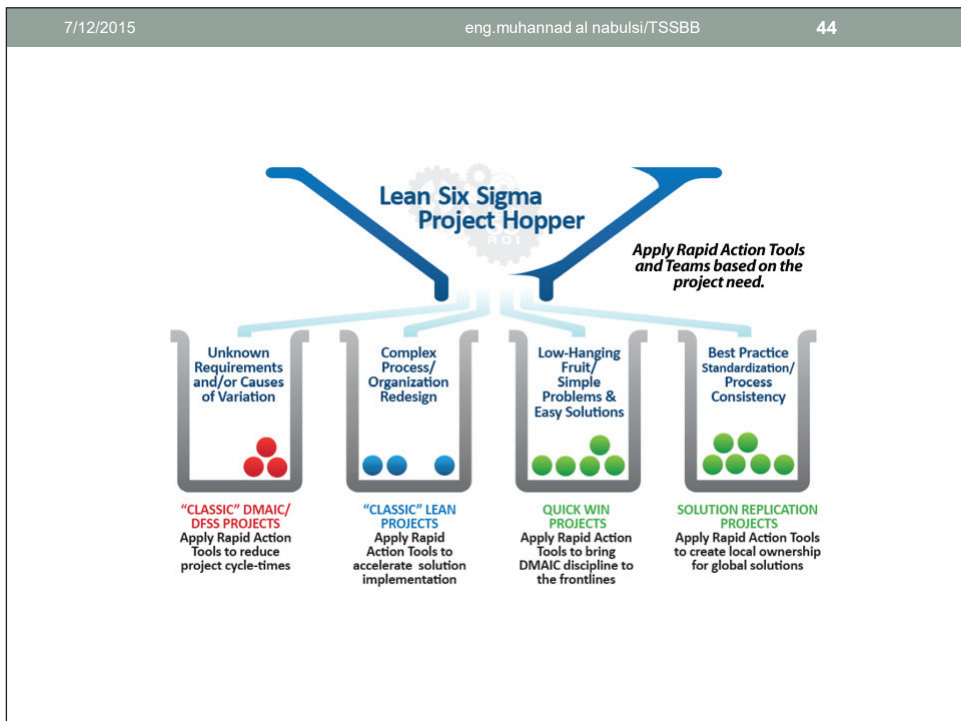 7/12/2015
eng.muhannad al nabulsi/TSSBB
44
Lean Six Sigma
Project Hopper
ROI
Apply Rapid Action Tools
and Teams based on the
project need.
Unknown
Requirements
and/or Causes
of Variation
Complex
Process/
Organization
Redesign
Low-Hanging
Fruit/
Simple
Problems &
Easy Solutions
Best Practice
Standardization/
Process
Consistency
“CLASSIC” DMAIC/
DFSS PROJECTS
Apply Rapid Action
Tools to reduce
project cycle-times
“CLASSIC” LEAN
PROJECTS
Apply Rapid
Action Tools to
accelerate solution
implementation
QUICK WIN
PROJECTS
Apply Rapid Action
Tools to bring
DMAIC discipline to
the frontlines
SOLUTION REPLICATION
PROJECTS
Apply Rapid Action Tools
to create local ownership
for global solutions